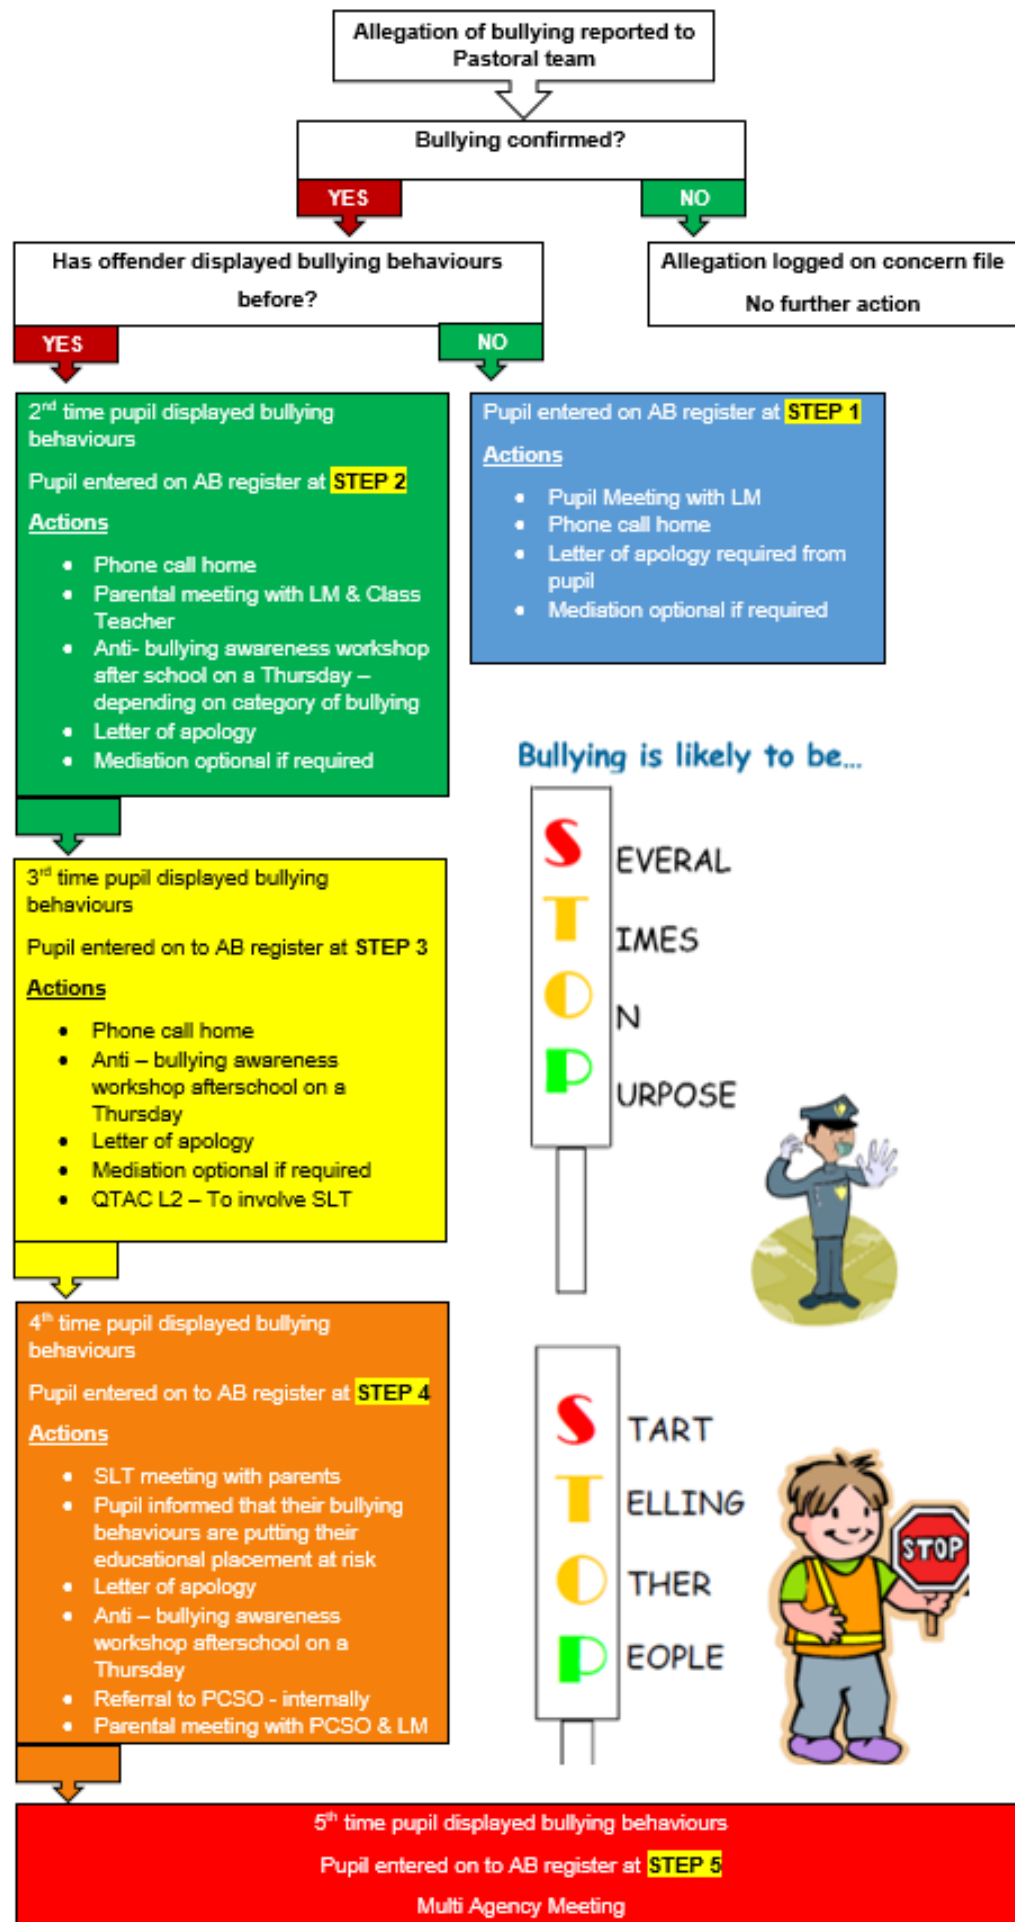 Allegation of bullying reported to
Pastoral team
Bullying confirmed?
YES
NO
Has offender displayed bullying behaviours
before?
Allegation logged on concern file
No further action
YES
NO
2nd time pupil displayed bullying
behaviours
Pupil entered on AB register at STEP 2
Actions
• Phone call home
• Parental meeting with LM & Class
Teacher
• Anti- bullying awareness workshop
after school on a Thursday –
depending on category of bullying
• Letter of apology
• Mediation optional if required
Pupil entered on AB register at STEP 1
Actions
• Pupil Meeting with LM
• Phone call home
• Letter of apology required from
pupil
• Mediation optional if required
3rd time pupil displayed bullying
behaviours
Pupil entered on to AB register at STEP 3
Actions
• Phone call home
• Anti – bullying awareness
workshop afterschool on a
Thursday
• Letter of apology
• Mediation optional if required
• QTAC L2 – To involve SLT
Bullying is likely to be...
SEVERAL
TIMES
ON
PURPOSE
4th time pupil displayed bullying
behaviours
Pupil entered on to AB register at STEP 4
Actions
• SLT meeting with parents
• Pupil informed that their bullying
behaviours are putting their
educational placement at risk
• Letter of apology
• Anti – bullying awareness
workshop afterschool on a
Thursday
• Referral to PCSO - internally
• Parental meeting with PCSO & LM
START
TELLING
OTHER
PEOPLE
STOP
5th time pupil displayed bullying behaviours
Pupil entered on to AB register at STEP 5
Multi Agency Meeting